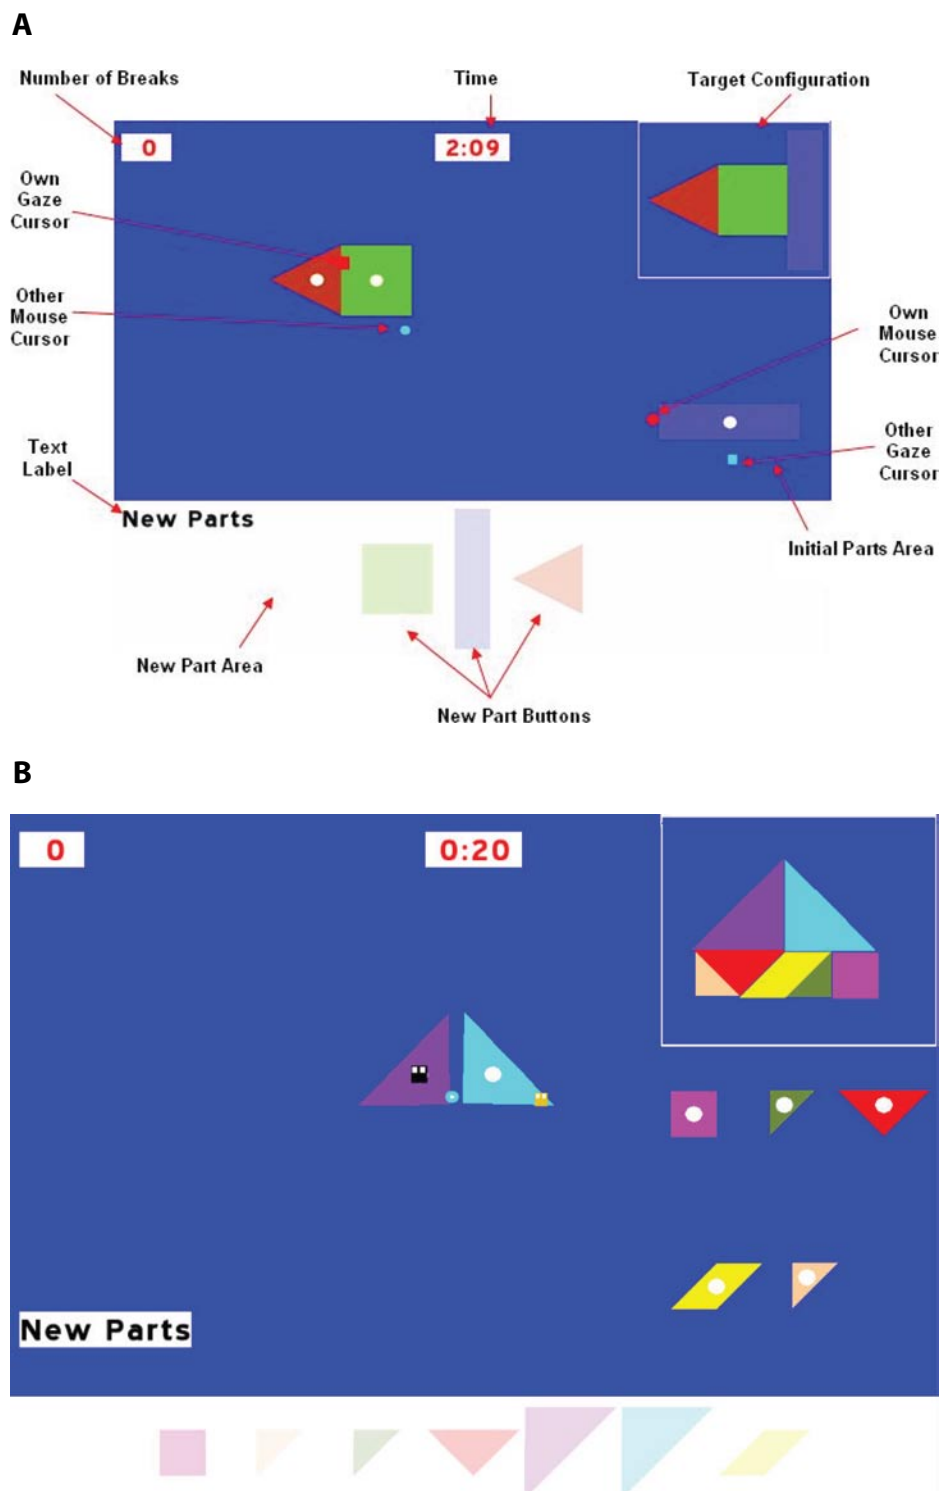 A
Number of Breaks
Time
Target Configuration
0
2:09
Own
Gaze
Cursor
Other
Mouse
Cursor
Own
Mouse
Cursor
Text
Label
Other
Gaze
Cursor
New Parts
Initial Parts Area
New Part Area
New Part Buttons
B
0
0:20
New Parts